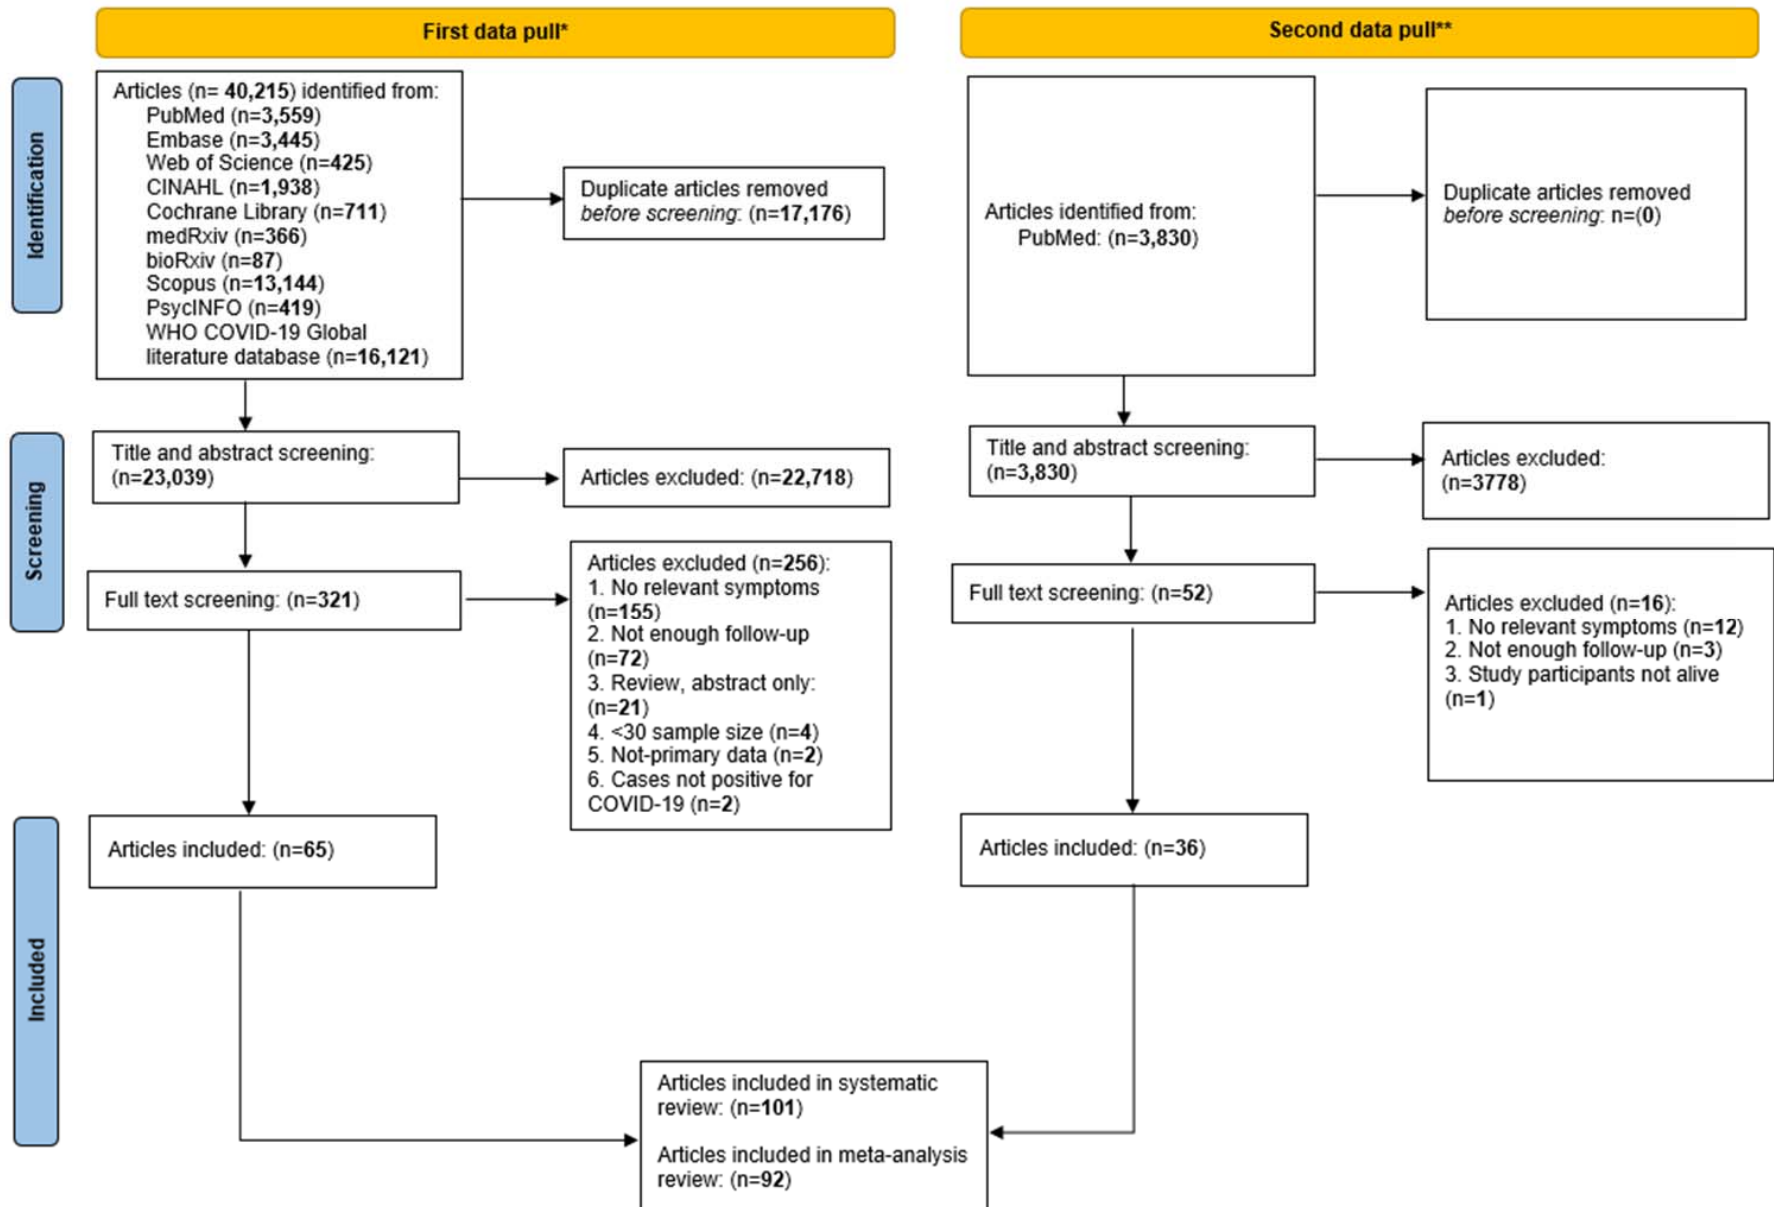 First data pull*
Second data pull**
Identification
Articles (n= 40,215) identified from:
PubMed (n=3,559)
Embase (n=3,445)
Web of Science (n=425)
CINAHL (n=1,938)
Cochrane Library (n=711)
medRxiv (n=366)
bioRxiv (n=87)
Scopus (n=13,144)
PsycINFO (n=419)
WHO COVID-19 Global
literature database (n=16,121)
Duplicate articles removed
before screening: (n=17,176)
Articles identified from:
PubMed: (n=3,830)
Duplicate articles removed
before screening: n=(0)
Screening
Title and abstract screening:
(n=23,039)
Articles excluded: (n=22,718)
Title and abstract screening:
(n=3,830)
Articles excluded:
(n=3778)
Full text screening: (n=321)
Articles excluded (n=256):
1. No relevant symptoms
(n=155)
2. Not enough follow-up
(n=72)
3. Review, abstract only:
(n=21)
4. <30 sample size (n=4)
5. Not-primary data (n=2)
6. Cases not positive for
COVID-19 (n=2)
Full text screening: (n=52)
Articles excluded (n=16):
1. No relevant symptoms (n=12)
2. Not enough follow-up (n=3)
3. Study participants not alive
(n=1)
Included
Articles included: (n=65)
Articles included: (n=36)
Articles included in systematic
review: (n=101)
Articles included in meta-analysis
review: (n=92)